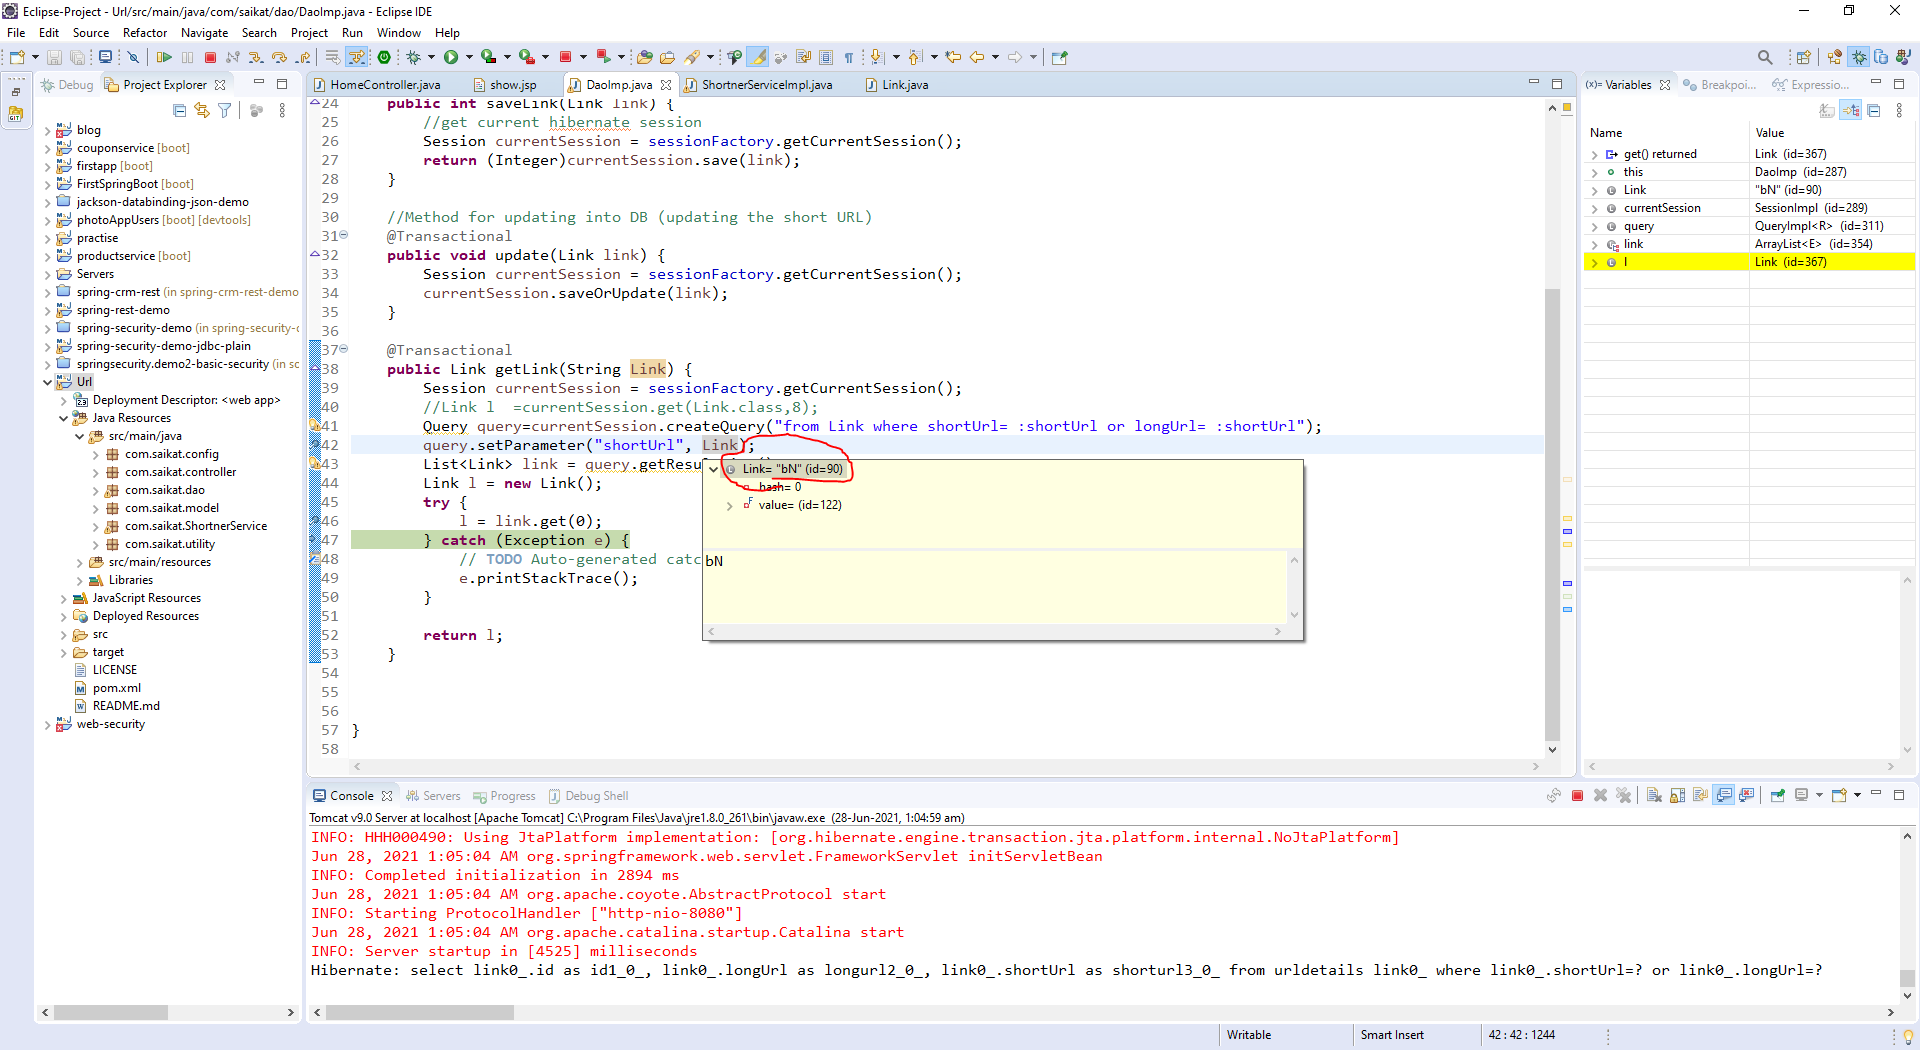 Eclipse-Project - Url/src/main/java/com/saikat/dao/DaoImp.java - Eclipse IDE
File Edit Source Refactor Navigate Search Project Run Window Help
Debug Project Explorer
blog
couponservice [boot]
firstapp [boot]
FirstSpringBoot [boot]
jackson-databinding-json-demo
photoAppUsers [boot] [devtools]
practise
productservice [boot]
Servers
spring-crm-rest (in spring-crm-rest-demo
spring-rest-demo
spring-security-demo (in spring-security-c
spring-security-demo-jdbc-plain
springsecurity.demo2-basic-security (in sc
Url
Deployment Descriptor: <web app>
Java Resources
src/main/java
com.saikat.config
com.saikat.controller
com.saikat.dao
com.saikat.model
com.saikat.ShortnerService
com.saikat.utility
src/main/resources
Libraries
JavaScript Resources
Deployed Resources
src
target
LICENSE
pom.xml
README.md
web-security
HomeController.java show.jsp DaoImp.java ShortnerServiceImpl.java Link.java
24 public int saveLink(Link link) {
25 //get current hibernate session
26 Session currentSession = sessionFactory.getCurrentSession();
27 return (Integer)currentSession.save(link);
28 }
29
30 //Method for updating into DB (updating the short URL)
31 @Transactional
32 public void update(Link link) {
33 Session currentSession = sessionFactory.getCurrentSession();
34 currentSession.saveOrUpdate(link);
35 }
36
37 @Transactional
38 public Link getLink(String Link) {
39 Session currentSession = sessionFactory.getCurrentSession();
40 //Link l =currentSession.get(Link.class,8);
41 Query query=currentSession.createQuery("from Link where shortUrl= :shortUrl or longUrl= :shortUrl");
42 query.setParameter("shortUrl", Link);
43 List<Link> link = query.getResu
44 Link l = new Link();
45 try {
46 l = link.get(0);
47 } catch (Exception e) {
48 // TODO Auto-generated catc
49 e.printStackTrace();
50 }
51
52 return l;
53 }
54
55
56
57 }
58
Link= "bN" (id=90)
hash= 0
value= (id=122)
bN
Variables Breakpoi... Expressio...
Name Value
get() returned Link (id=367)
this DaoImp (id=287)
Link "bN" (id=90)
currentSession SessionImpl (id=289)
query QueryImpl<R> (id=311)
link ArrayList<E> (id=354)
l Link (id=367)
Console Servers Progress Debug Shell
Tomcat v9.0 Server at localhost [Apache Tomcat] C:\Program Files\Java\jre1.8.0_261\bin\javaw.exe (28-Jun-2021, 1:04:59 am)
INFO: HHH000490: Using JtaPlatform implementation: [org.hibernate.engine.transaction.jta.platform.internal.NoJtaPlatform]
Jun 28, 2021 1:05:04 AM org.springframework.web.servlet.FrameworkServlet initServletBean
INFO: Completed initialization in 2894 ms
Jun 28, 2021 1:05:04 AM org.apache.coyote.AbstractProtocol start
INFO: Starting ProtocolHandler ["http-nio-8080"]
Jun 28, 2021 1:05:04 AM org.apache.catalina.startup.Catalina start
INFO: Server startup in [4525] milliseconds
Hibernate: select link0_.id as id1_0_, link0_.longUrl as longurl2_0_, link0_.shortUrl as shorturl3_0_ from urldetails link0_ where link0_.shortUrl=? or link0_.longUrl=?
Writable Smart Insert 42 : 42 : 1244